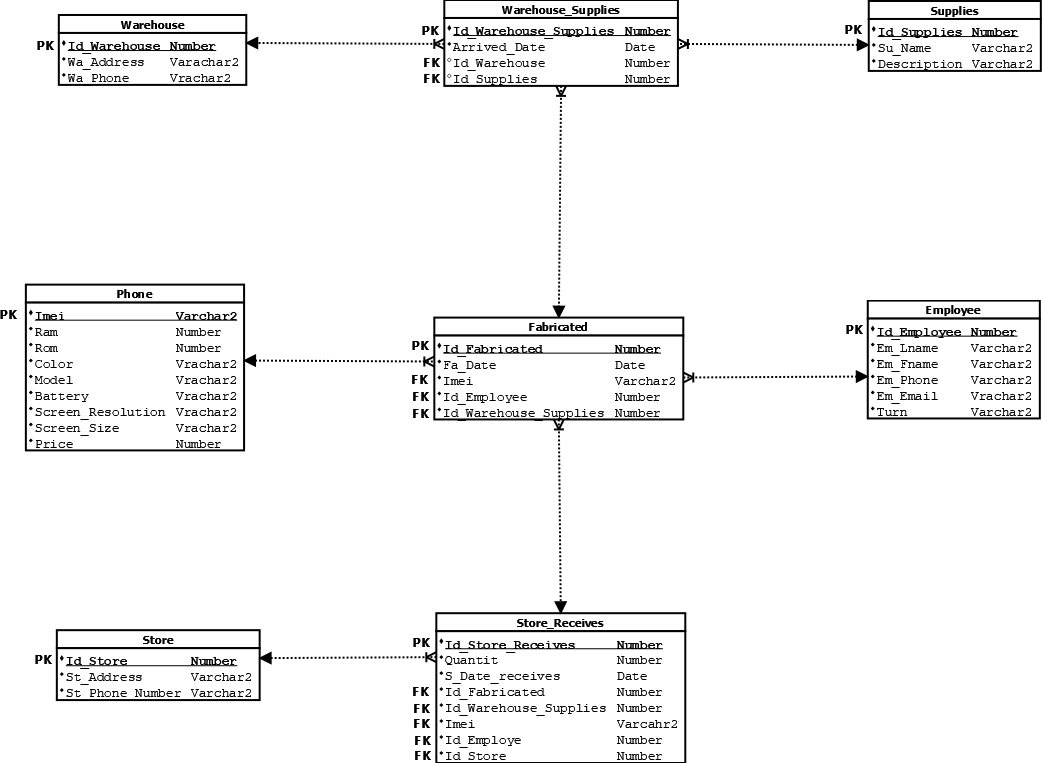 Warehouse
PK Id_Warehouse Number
Wa_Address Varachar2
Wa_Phone Vrachar2
Warehouse_Supplies
PK Id_Warehouse_Supplies Number
Arrived_Date Date
FK Id_Warehouse Number
FK Id_Supplies Number
Supplies
PK Id_Supplies Number
Su_Name Varchar2
Description Varchar2
Phone
PK Imei Varchar2
Ram Number
Rom Number
Color Vrachar2
Model Vrachar2
Battery Vrachar2
Screen_Resolution Vrachar2
Screen_Size Vrachar2
Price Number
Fabricated
PK Id_Fabricated Number
Fa_Date Date
FK Imei Varchar2
FK Id_Employee Number
FK Id_Warehouse_Supplies Number
Employee
PK Id_Employee Number
Em_Lname Varchar2
Em_Fname Varchar2
Em_Phone Varchar2
Em_Email Vrachar2
Turn Varchar2
Store
PK Id_Store Number
St_Address Varchar2
St_Phone_Number Varchar2
Store_Receives
PK Id_Store_Receives Number
Quantit Number
S_Date_receives Date
FK Id_Fabricated Number
FK Id_Warehouse_Supplies Number
FK Imei Varcahr2
FK Id_Employe Number
FK Id_Store Number